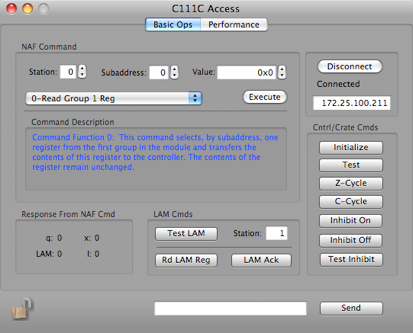 C111C Access
Basic Ops Performance
NAF Command
Station: 0 Subaddress: 0 Value: 0x0
0-Read Group 1 Reg Execute
Command Description
Command Function 0: This command selects, by subaddress, one
register from the first group in the module and transfers the
contents of this register to the controller. The contents of the
register remain unchanged.
Disconnect
Connected
172.25.100.211
Cntrl/Crate Cmds
Initialize
Test
Z-Cycle
C-Cycle
Inhibit On
Inhibit Off
Test Inhibit
Response From NAF Cmd
q: 0 x: 0
LAM: 0 I: 0
LAM Cmds
Test LAM Station: 1
Rd LAM Reg LAM Ack
Send